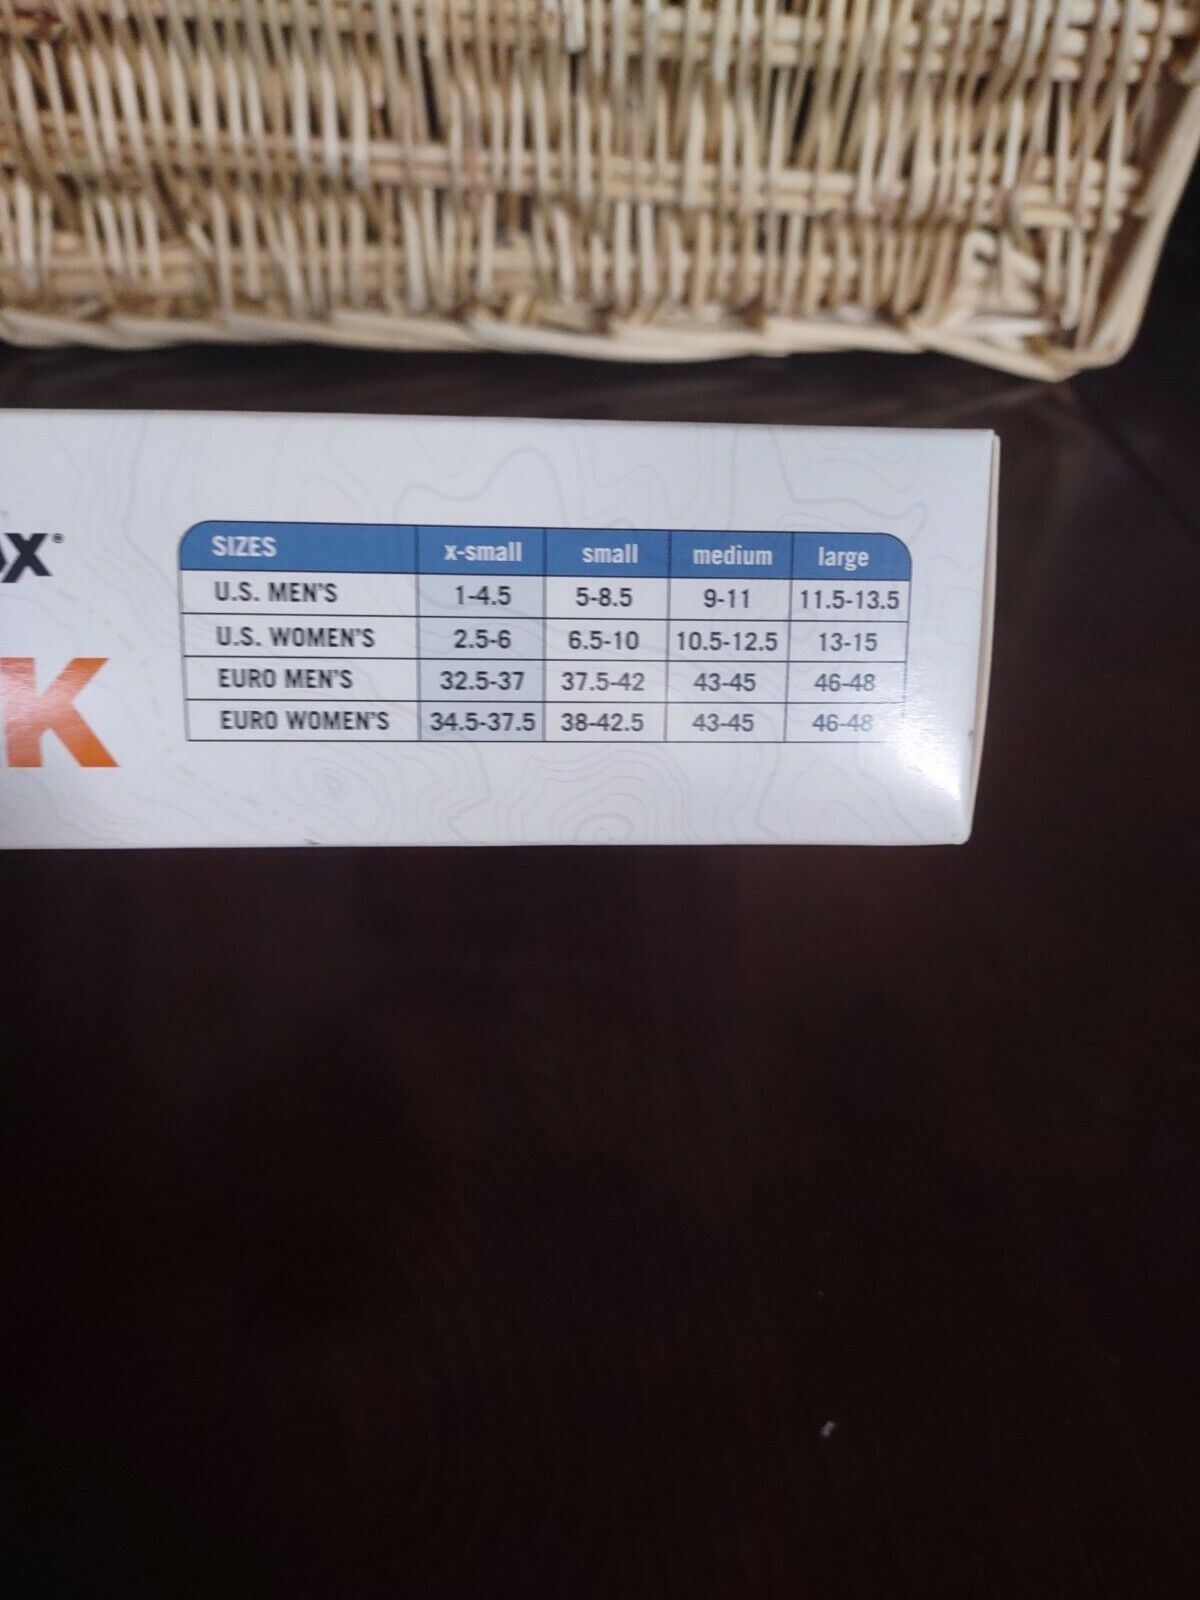 SIZES x-small small medium large
U.S. MEN'S 1-4.5 5-8.5 9-11 11.5-13.5
U.S. WOMEN'S 2.5-6 6.5-10 10.5-12.5 13-15
EURO MEN'S 32.5-37 37.5-42 43-45 46-48
EURO WOMEN'S 34.5-37.5 38-42.5 43-45 46-48
X®
K